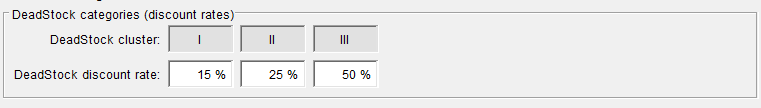 DeadStock categories (discount rates)
DeadStock cluster: I II III
DeadStock discount rate: 15 % 25 % 50 %